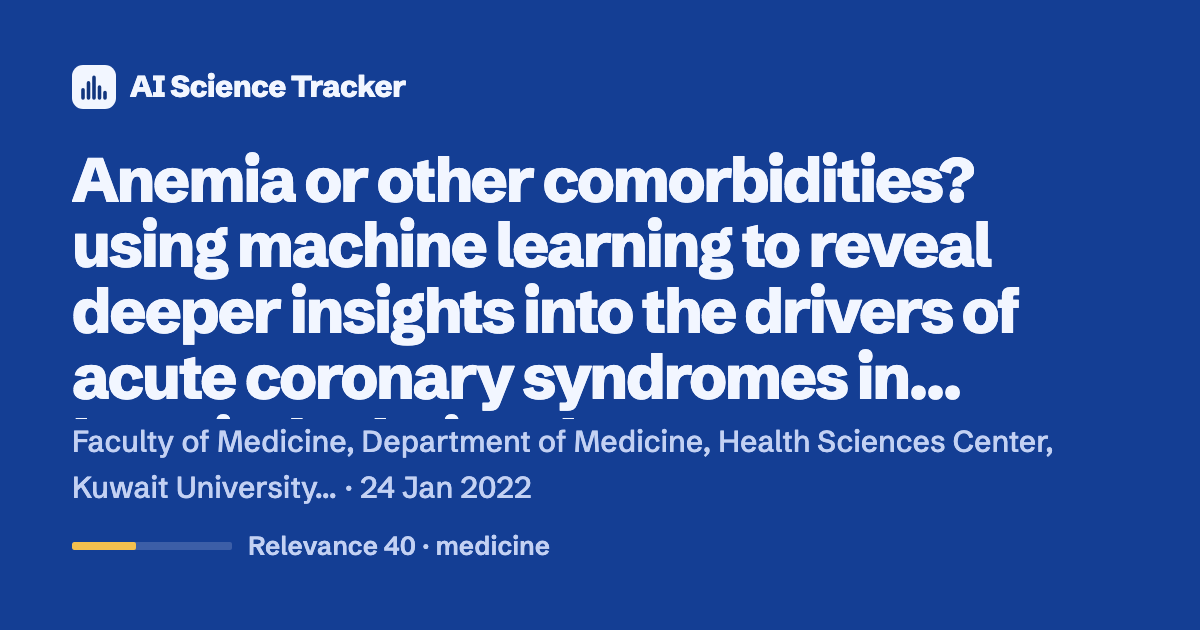 AI Science Tracker
Anemia or other comorbidities?
using machine learning to reveal
deeper insights into the drivers of
acute coronary syndromes in...
Faculty of Medicine, Department of Medicine, Health Sciences Center,
Kuwait University... · 24 Jan 2022
Relevance 40 · medicine